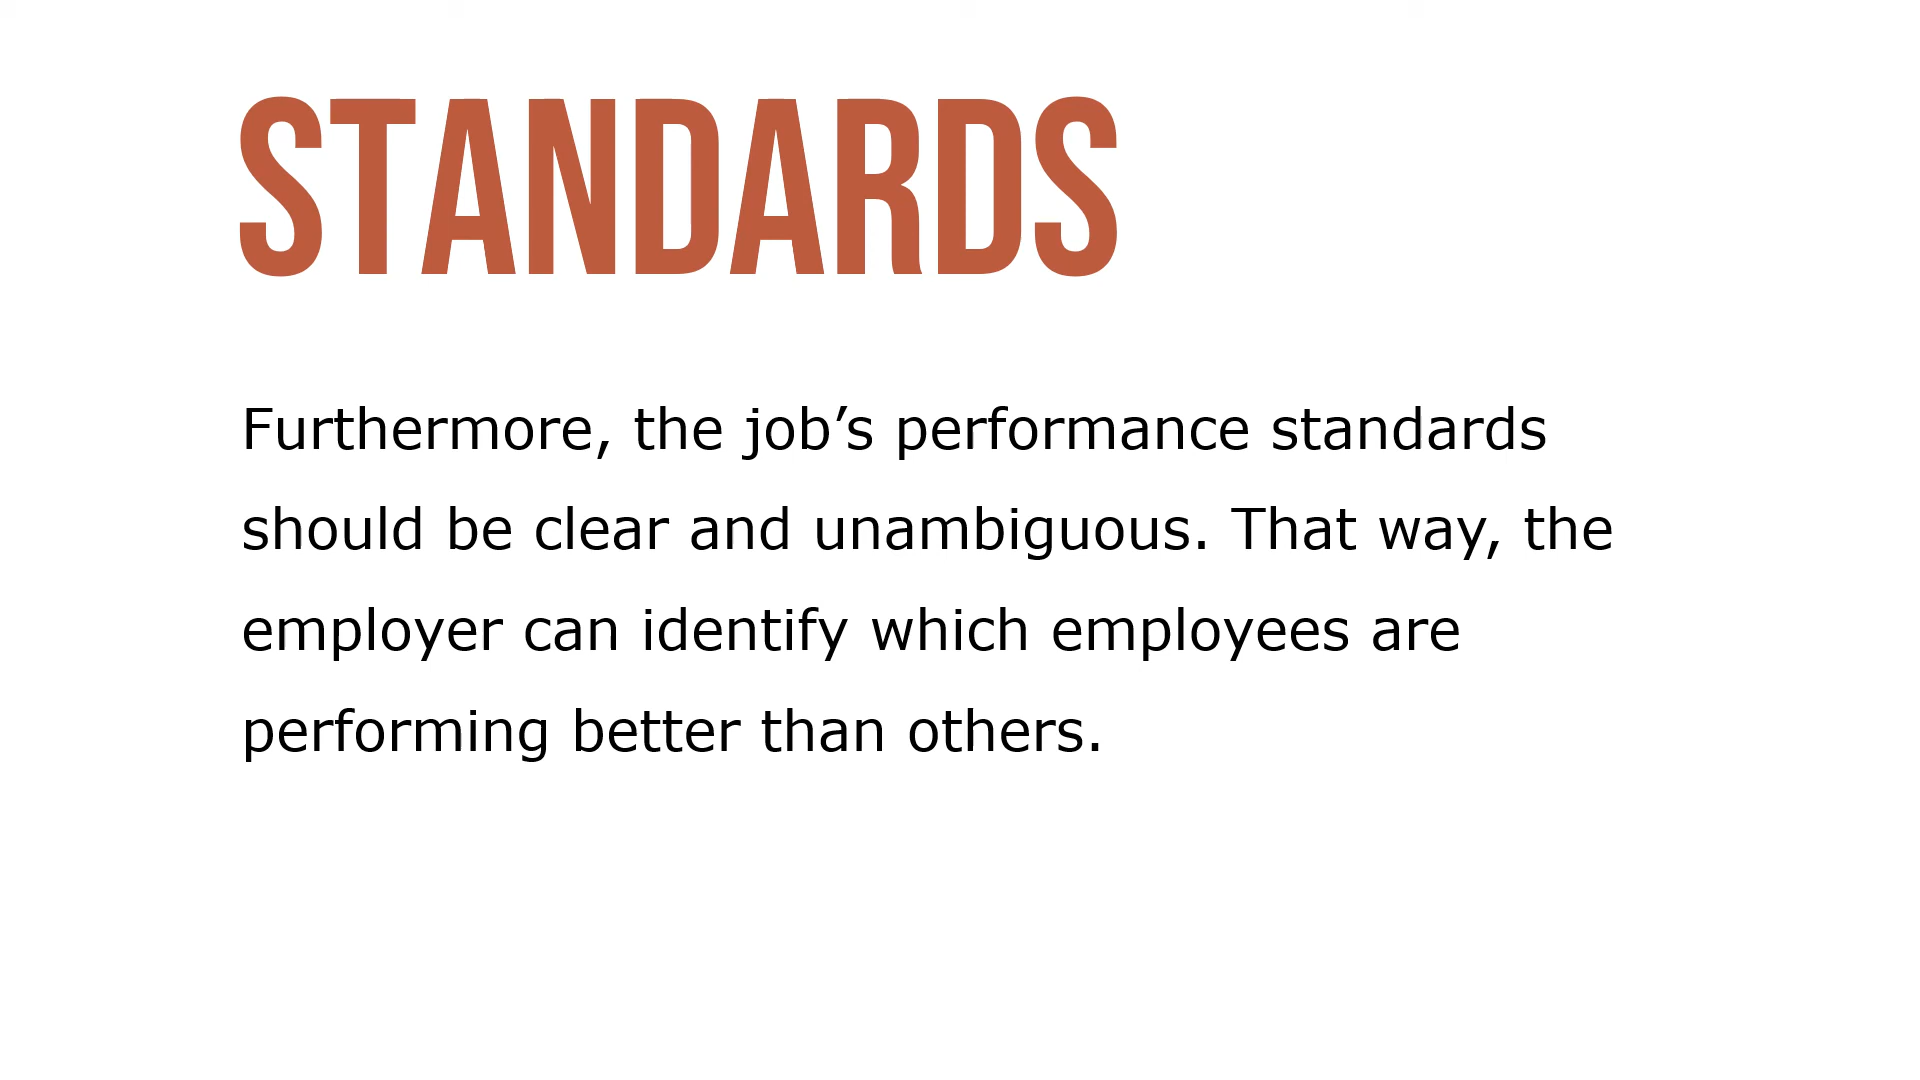 STANDARDS
Furthermore, the job’s performance standards
should be clear and unambiguous. That way, the
employer can identify which employees are
performing better than others.